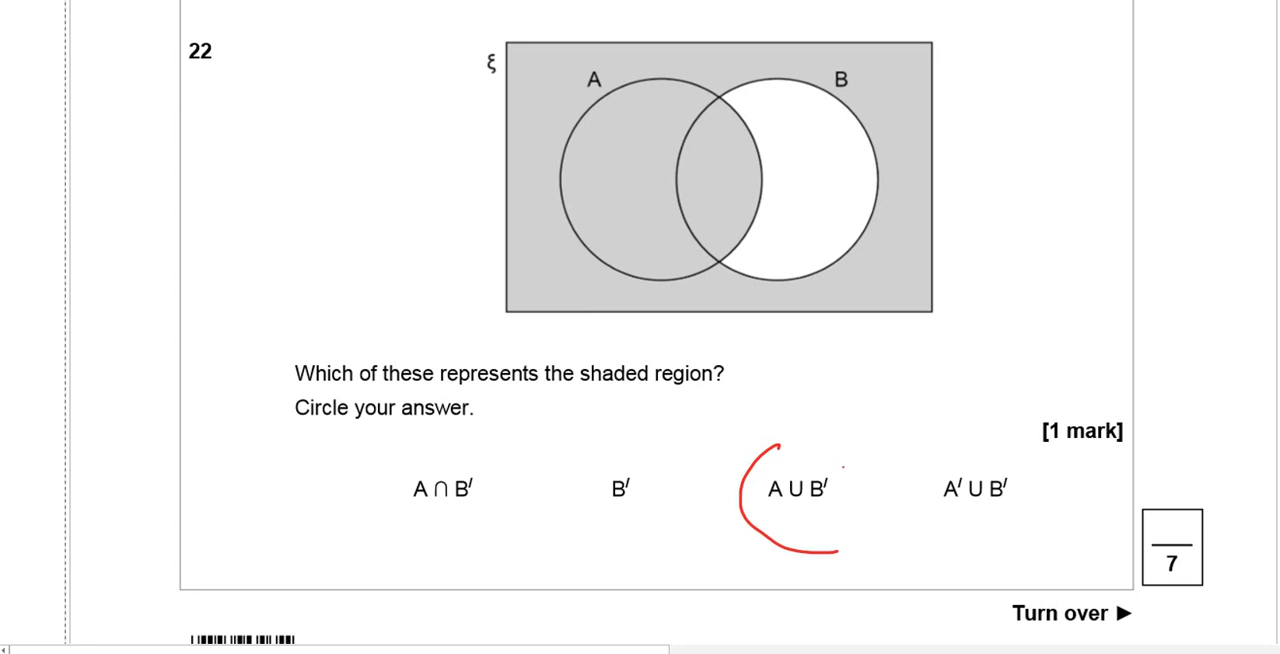 22
ξ
A
B
Which of these represents the shaded region?
Circle your answer.
[1 mark]
A ∩ B′
B′
A ∪ B′
A′ ∪ B′
7
Turn over ►